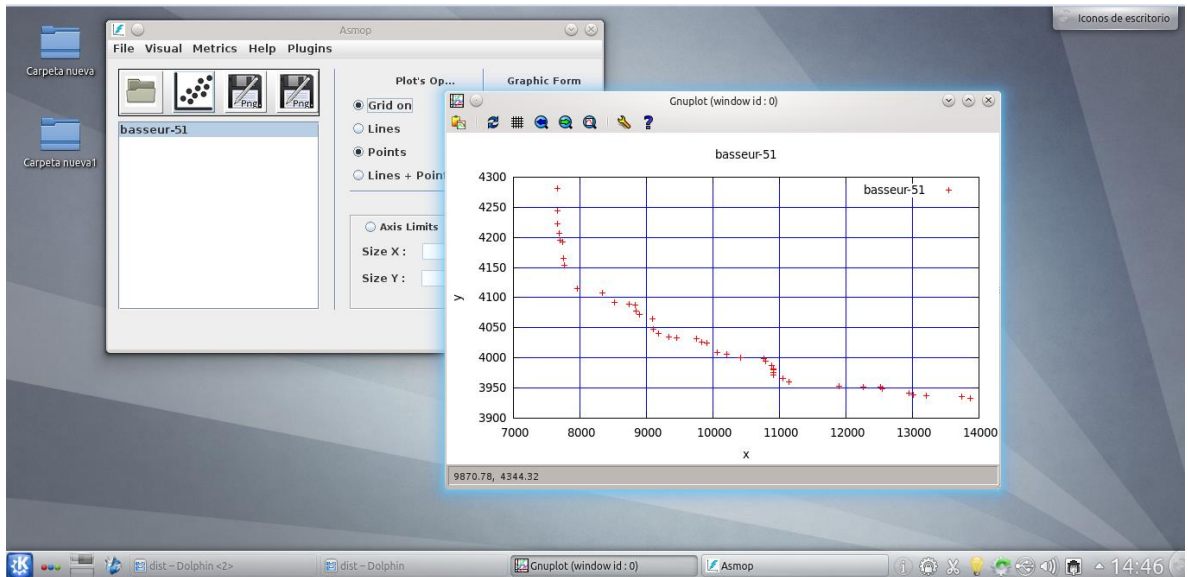 Iconos de escritorio
Carpeta nueva
Carpeta nueva1
Asmop
File Visual Metrics Help Plugins
Png
Png
basseur-51
Plot's Op...
Graphic Form
Grid on
Lines
Points
Lines + Poin
Axis Limits
Size X :
Size Y :
Gnuplot (window id : 0)
basseur-51
basseur-51
4300
4250
4200
4150
4100
4050
4000
3950
3900
y
7000 8000 9000 10000 11000 12000 13000 14000
x
9870.78, 4344.32
dist – Dolphin <2>
dist – Dolphin
Gnuplot (window id : 0)
Asmop
14:46